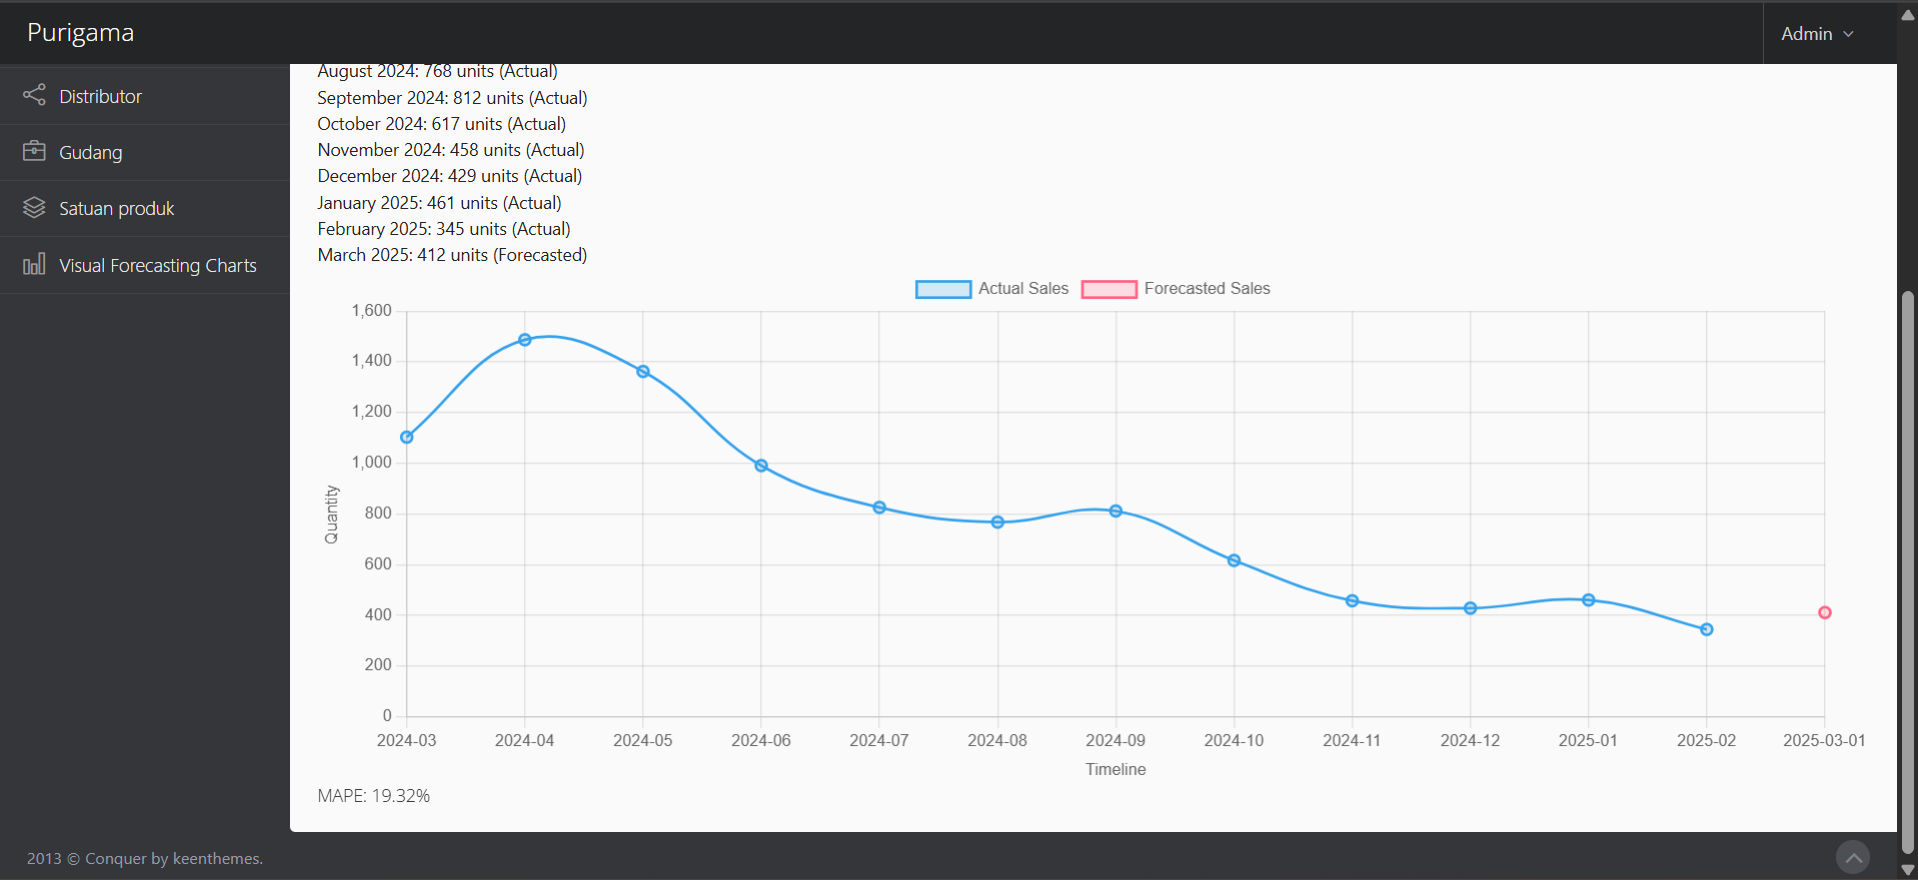 Purigama
Admin
Distributor
Gudang
Satuan produk
Visual Forecasting Charts
August 2024: 768 units (Actual)
September 2024: 812 units (Actual)
October 2024: 617 units (Actual)
November 2024: 458 units (Actual)
December 2024: 429 units (Actual)
January 2025: 461 units (Actual)
February 2025: 345 units (Actual)
March 2025: 412 units (Forecasted)
Actual Sales Forecasted Sales
1,600
1,400
1,200
1,000
800
600
400
200
0
Quantity
2024-03 2024-04 2024-05 2024-06 2024-07 2024-08 2024-09 2024-10 2024-11 2024-12 2025-01 2025-02 2025-03-01
Timeline
MAPE: 19.32%
2013 © Conquer by keenthemes.